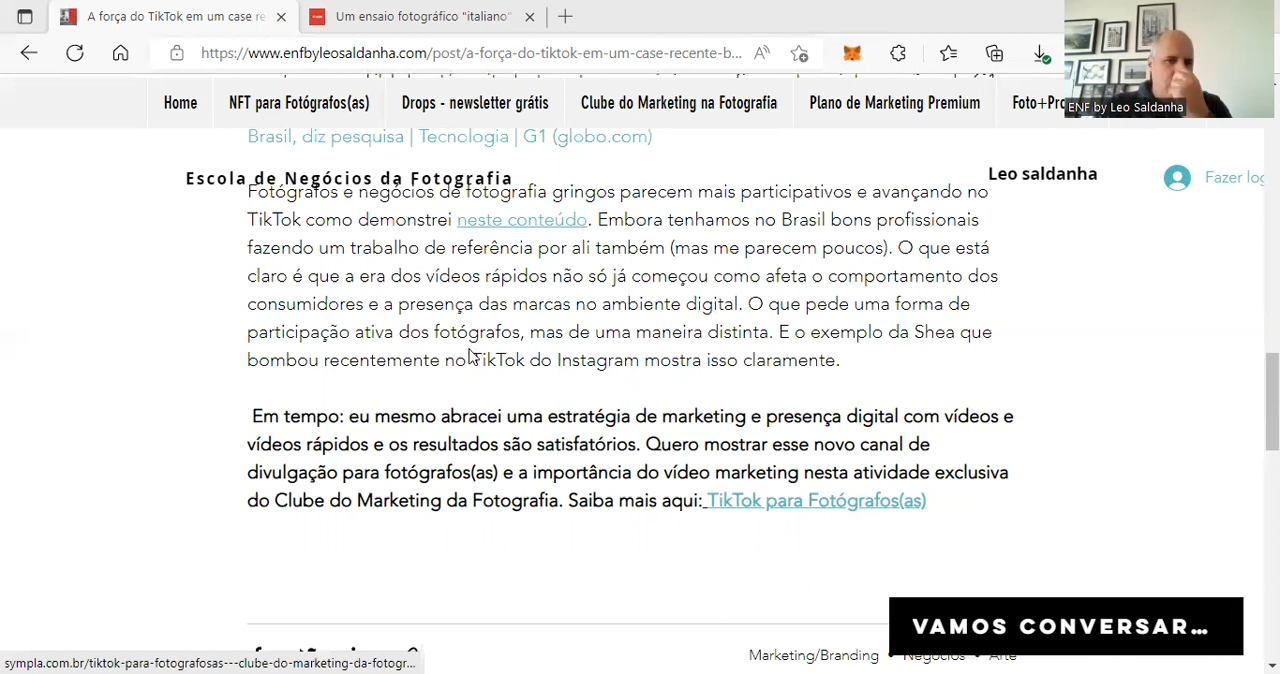 A força do TikTok em um case re
Um ensaio fotográfico "italiano"
https://www.enfbyleosaldanha.com/post/a-força-do-tiktok-em-um-case-recente-b...
ENF by Leo Saldanha
Home
NFT para Fotógrafos(as)
Drops - newsletter grátis
Clube do Marketing na Fotografia
Plano de Marketing Premium
Foto+Pro
Brasil, diz pesquisa | Tecnologia | G1 (globo.com)
Escola de Negócios da Fotografia
Leo saldanha
Fazer log
Fotógrafos e negócios de fotografia gringos parecem mais participativos e avançando no
TikTok como demonstrei neste conteúdo. Embora tenhamos no Brasil bons profissionais
fazendo um trabalho de referência por ali também (mas me parecem poucos). O que está
claro é que a era dos vídeos rápidos não só já começou como afeta o comportamento dos
consumidores e a presença das marcas no ambiente digital. O que pede uma forma de
participação ativa dos fotógrafos, mas de uma maneira distinta. E o exemplo da Shea que
bombou recentemente no TikTok do Instagram mostra isso claramente.
Em tempo: eu mesmo abracei uma estratégia de marketing e presença digital com vídeos e
vídeos rápidos e os resultados são satisfatórios. Quero mostrar esse novo canal de
divulgação para fotógrafos(as) e a importância do vídeo marketing nesta atividade exclusiva
do Clube do Marketing da Fotografia. Saiba mais aqui: TikTok para Fotógrafos(as)
VAMOS CONVERSAR...
Marketing/Branding • Negócios • Arte
sympla.com.br/tiktok-para-fotografosas---clube-do-marketing-da-fotogr...